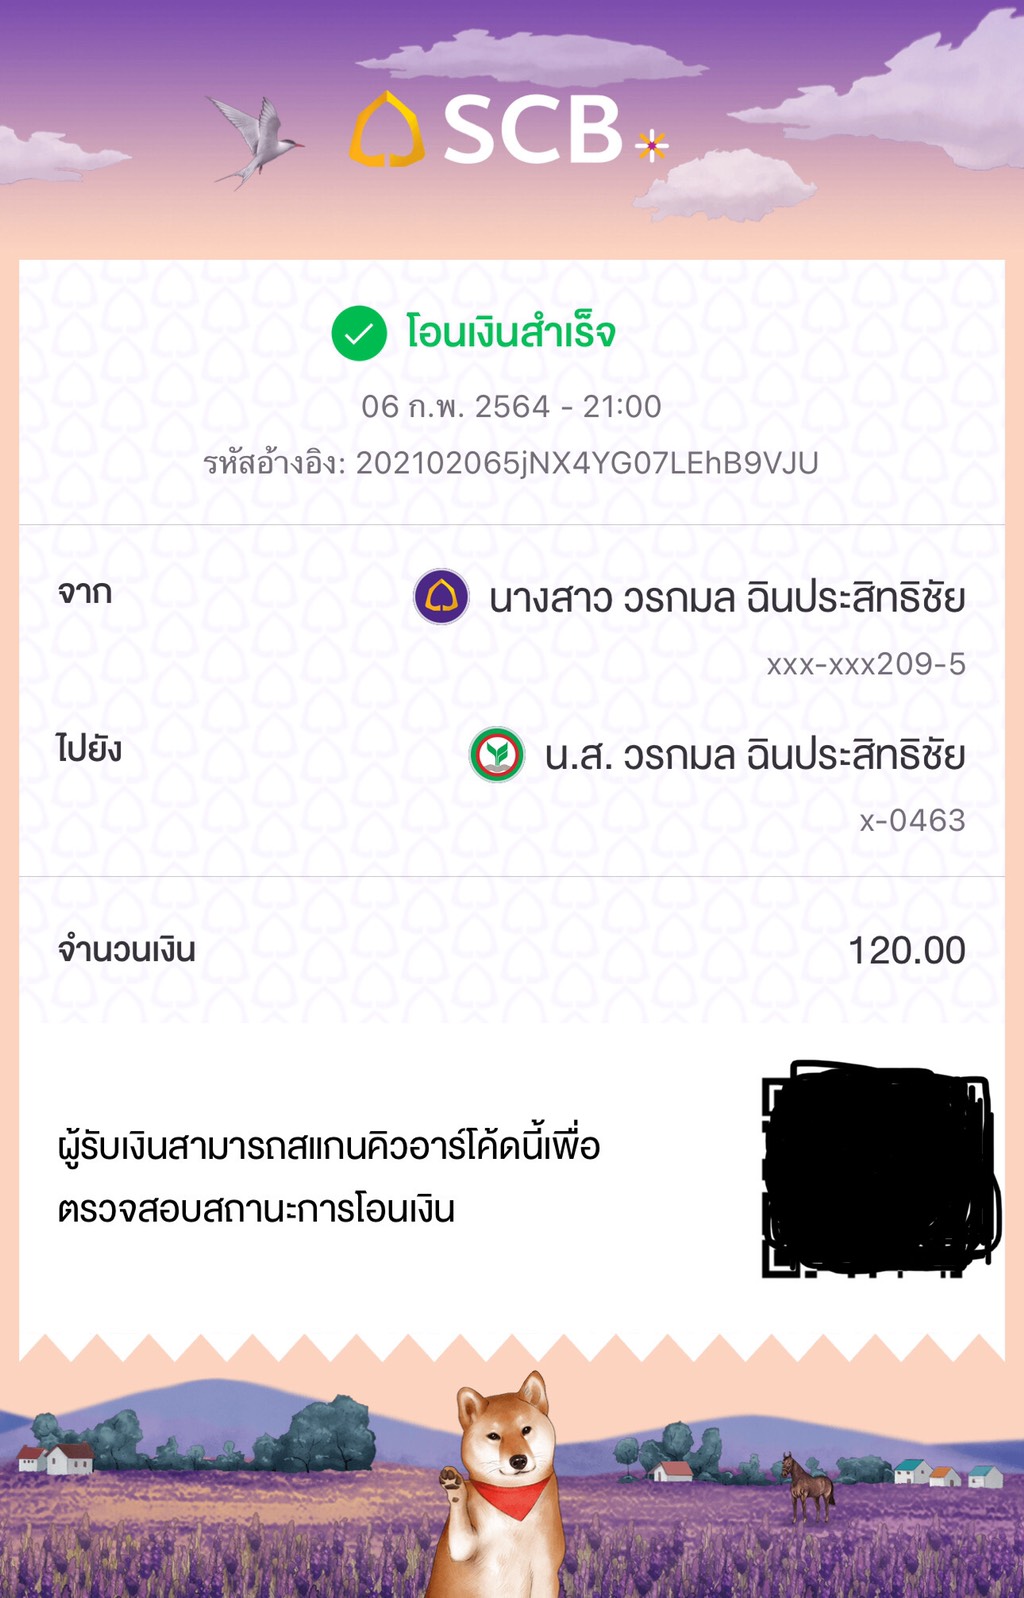 SCB
โอนเงินสำเร็จ
06 ก.พ. 2564 - 21:00
รหัสอ้างอิง: 202102065jNX4YG07LEhB9VJU
จาก
นางสาว วรกมล ฉินประสิทธิชัย
xxx-xxx209-5
ไปยัง
น.ส. วรกมล ฉินประสิทธิชัย
x-0463
จำนวนเงิน 120.00
ผู้รับเงินสามารถสแกนคิวอาร์โค้ดนี้เพื่อ
ตรวจสอบสถานะการโอนเงิน